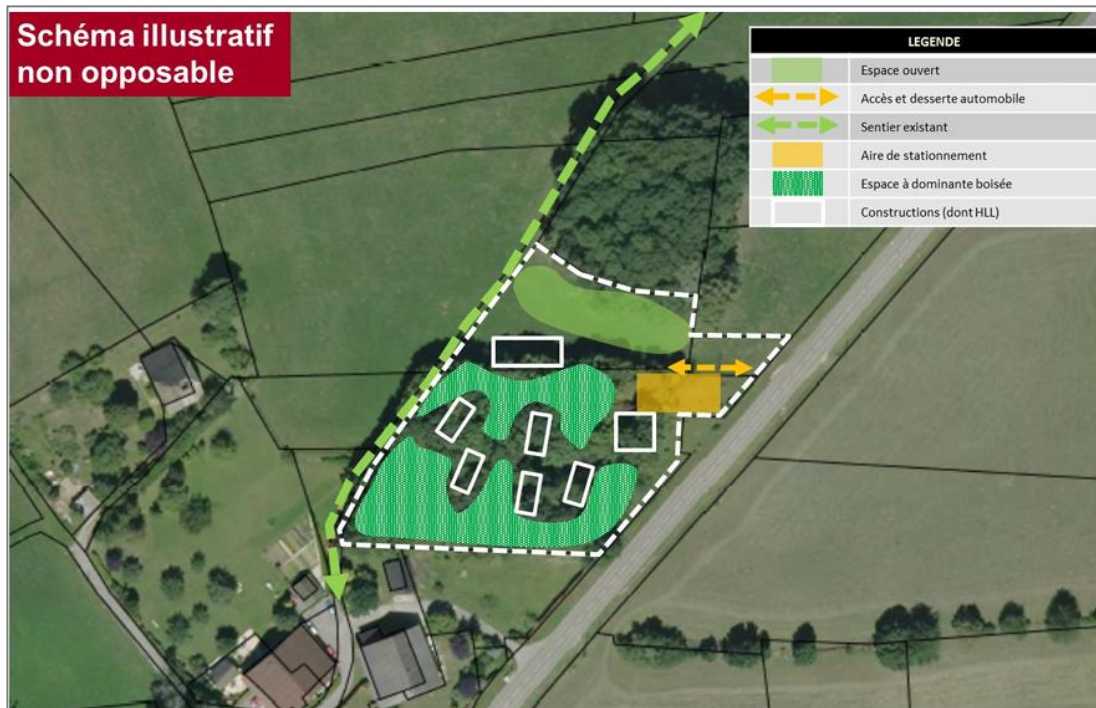 Schéma illustratif
non opposable
LEGENDE
Espace ouvert
Accès et desserte automobile
Sentier existant
Aire de stationnement
Espace à dominante boisée
Constructions (dont HLL)